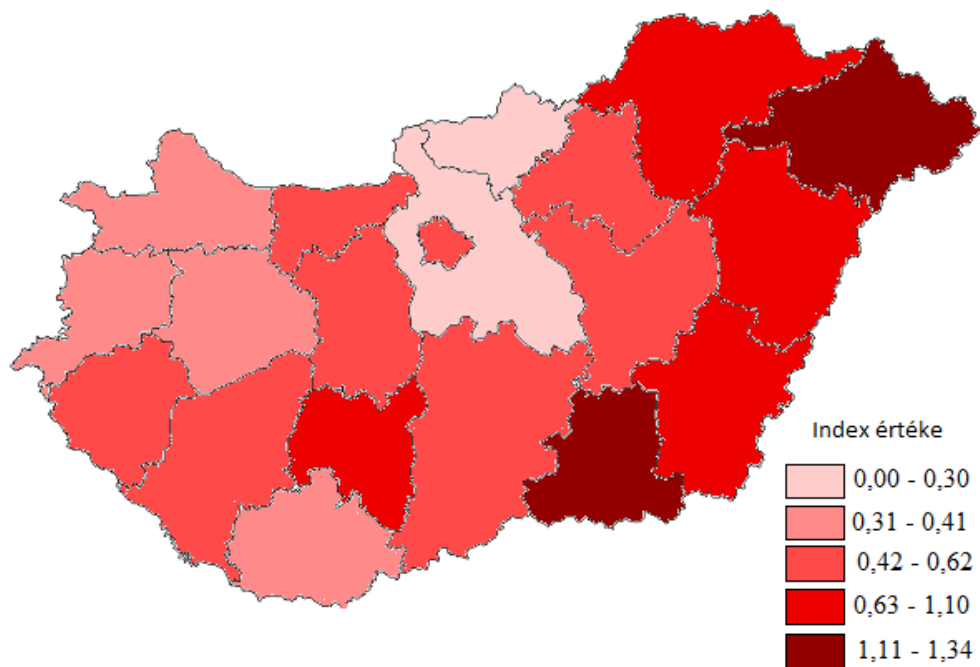 Index értéke
0,00 - 0,30
0,31 - 0,41
0,42 - 0,62
0,63 - 1,10
1,11 - 1,34